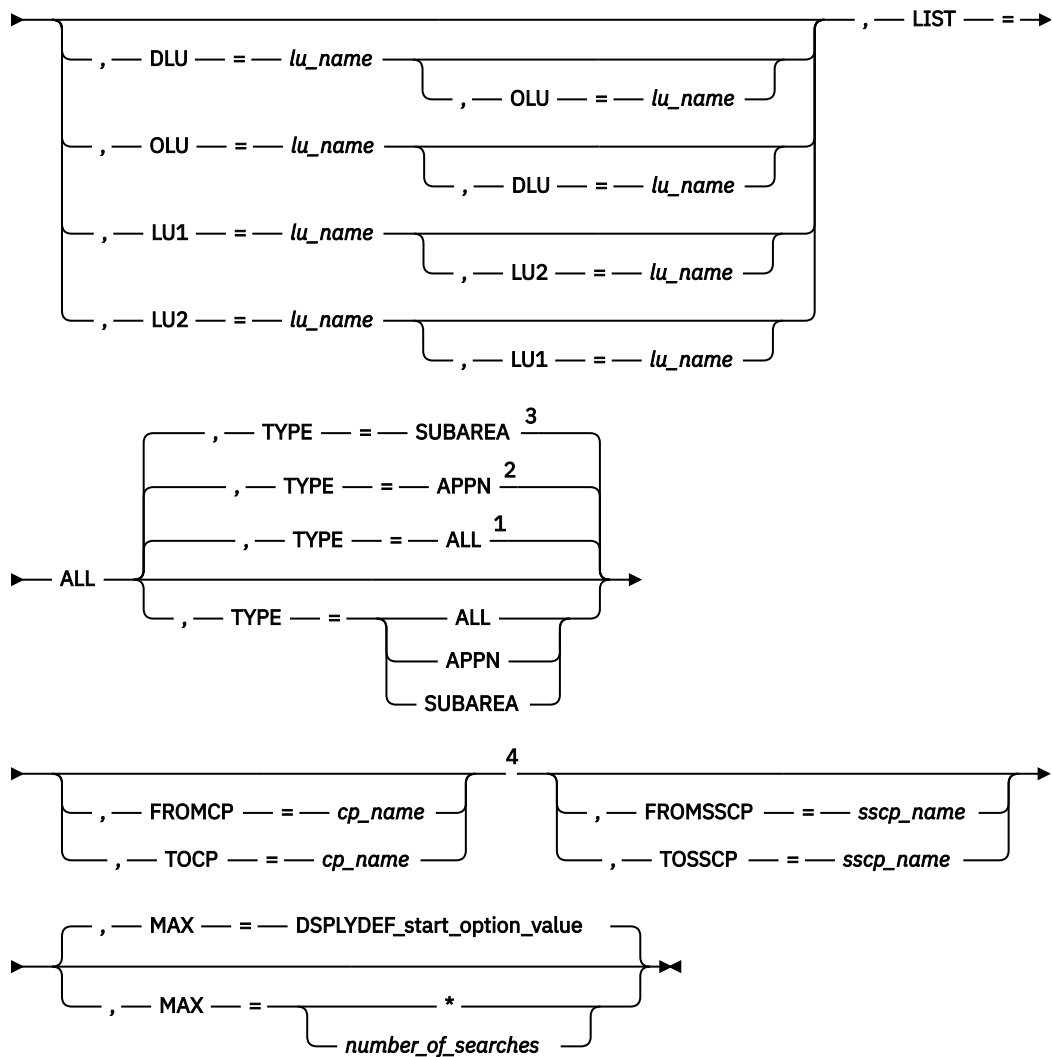 , LIST =
, DLU = lu_name
, OLU = lu_name
, OLU = lu_name
, DLU = lu_name
, LU1 = lu_name
, LU2 = lu_name
, LU2 = lu_name
, LU1 = lu_name
, TYPE = SUBAREA 3
, TYPE = APPN 2
, TYPE = ALL 1
ALL
, TYPE = ALL
APPN
SUBAREA
4
, FROMCP = cp_name , FROMSSCP = sscp_name
, TOCP = cp_name , TOSSCP = sscp_name
, MAX = DSPLYDEF_start_option_value
, MAX = *
number_of_searches